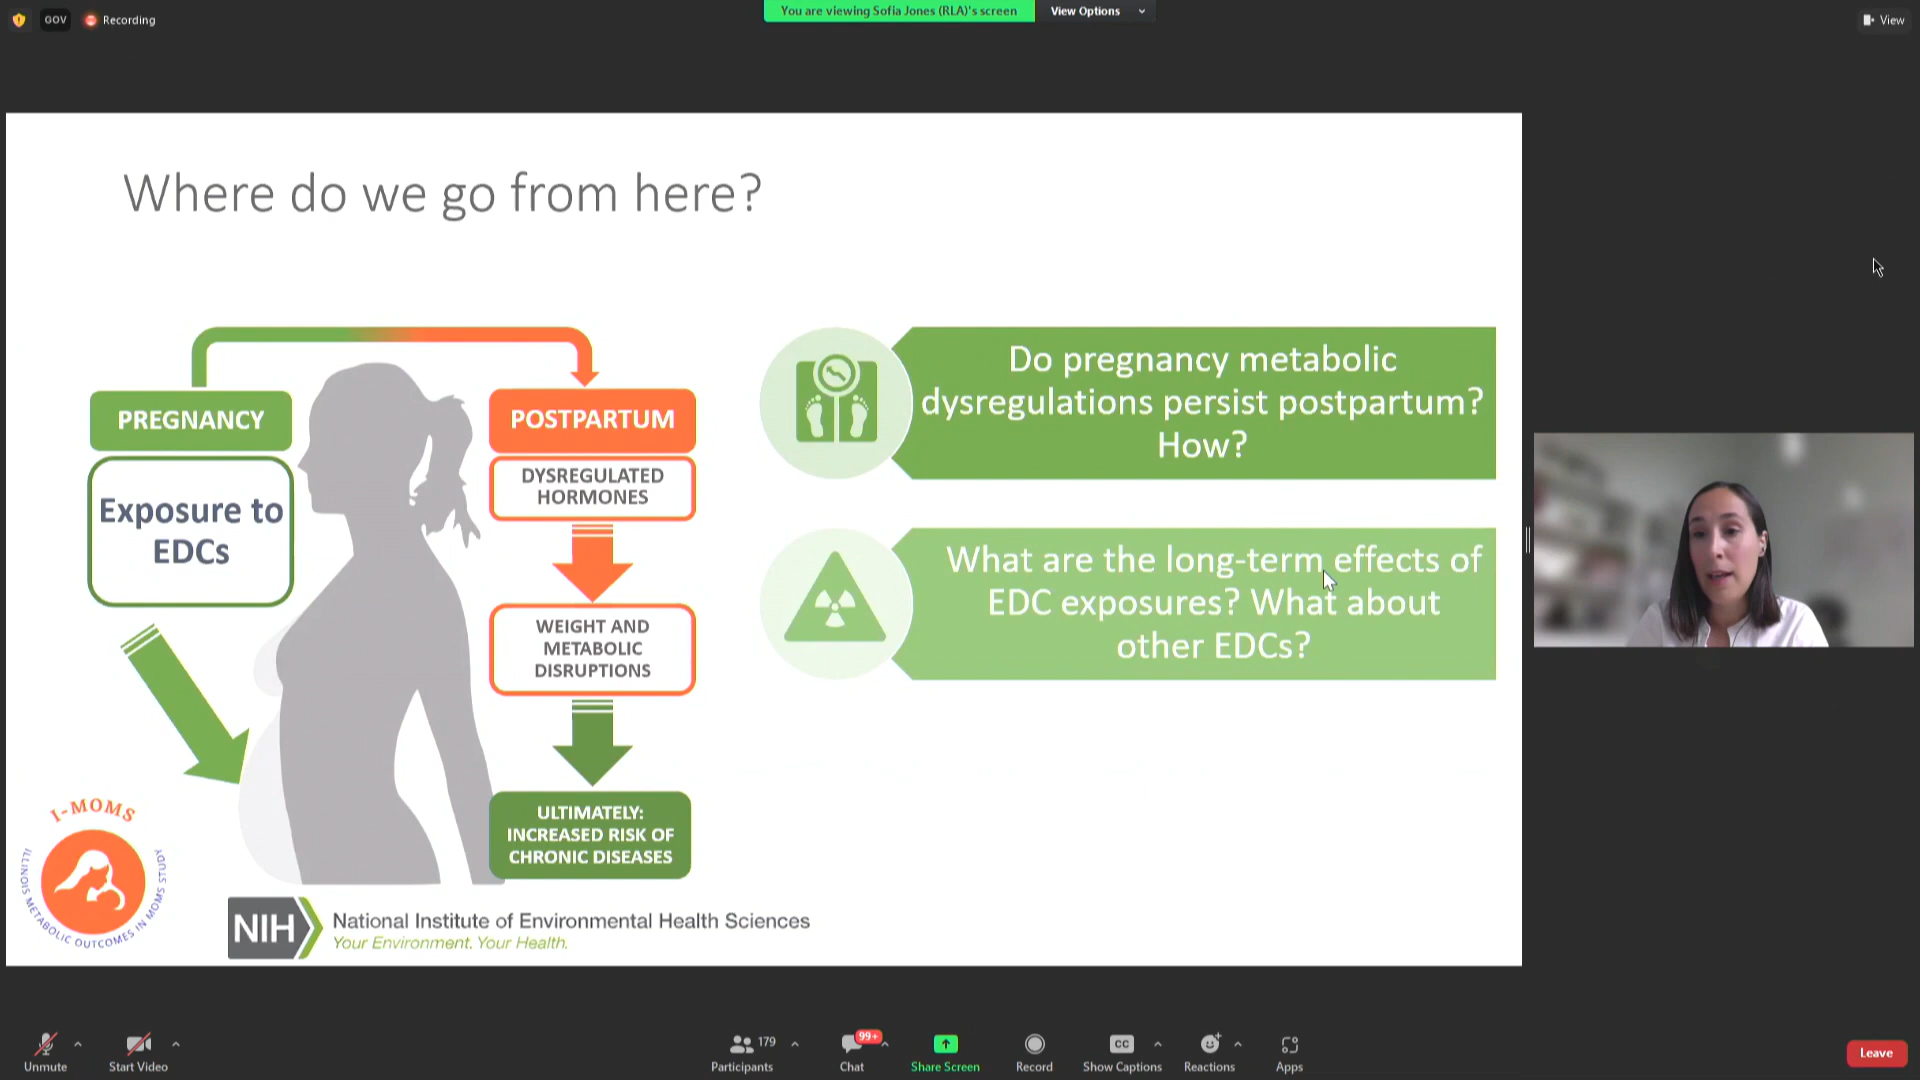 GOV
Recording
You are viewing Sofia Jones (RLA)'s screen
View Options
View
Where do we go from here?
PREGNANCY
Exposure to
EDCs
POSTPARTUM
DYSREGULATED
HORMONES
WEIGHT AND
METABOLIC
DISRUPTIONS
ULTIMATELY:
INCREASED RISK OF
CHRONIC DISEASES
Do pregnancy metabolic
dysregulations persist postpartum?
How?
What are the long-term effects of
EDC exposures? What about
other EDCs?
I-MOMS
ILLINOIS METABOLIC OUTCOMES IN MOMS STUDY
NIH
National Institute of Environmental Health Sciences
Your Environment. Your Health.
Unmute
Start Video
179
Participants
99+
Chat
Share Screen
Record
CC
Show Captions
Reactions
Apps
Leave